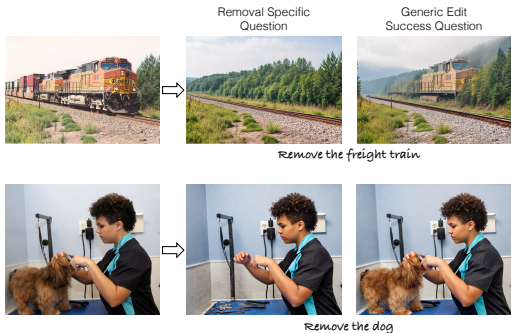 Removal Specific
Question
Generic Edit
Success Question
Remove the freight train
Remove the dog